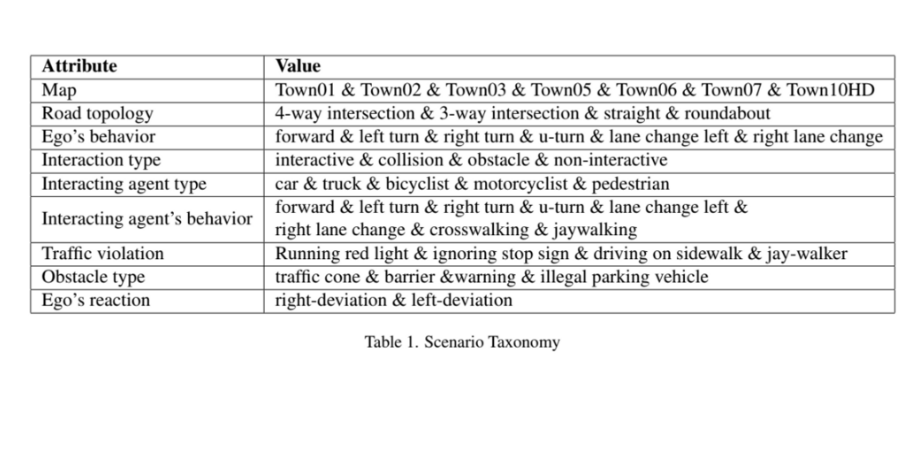 Attribute Value
Map Town01 & Town02 & Town03 & Town05 & Town06 & Town07 & Town10HD
Road topology 4-way intersection & 3-way intersection & straight & roundabout
Ego's behavior forward & left turn & right turn & u-turn & lane change left & right lane change
Interaction type interactive & collision & obstacle & non-interactive
Interacting agent type car & truck & bicyclist & motorcyclist & pedestrian
Interacting agent's behavior forward & left turn & right turn & u-turn & lane change left &
right lane change & crosswalking & jaywalking
Traffic violation Running red light & ignoring stop sign & driving on sidewalk & jay-walker
Obstacle type traffic cone & barrier &warning & illegal parking vehicle
Ego's reaction right-deviation & left-deviation
Table 1. Scenario Taxonomy